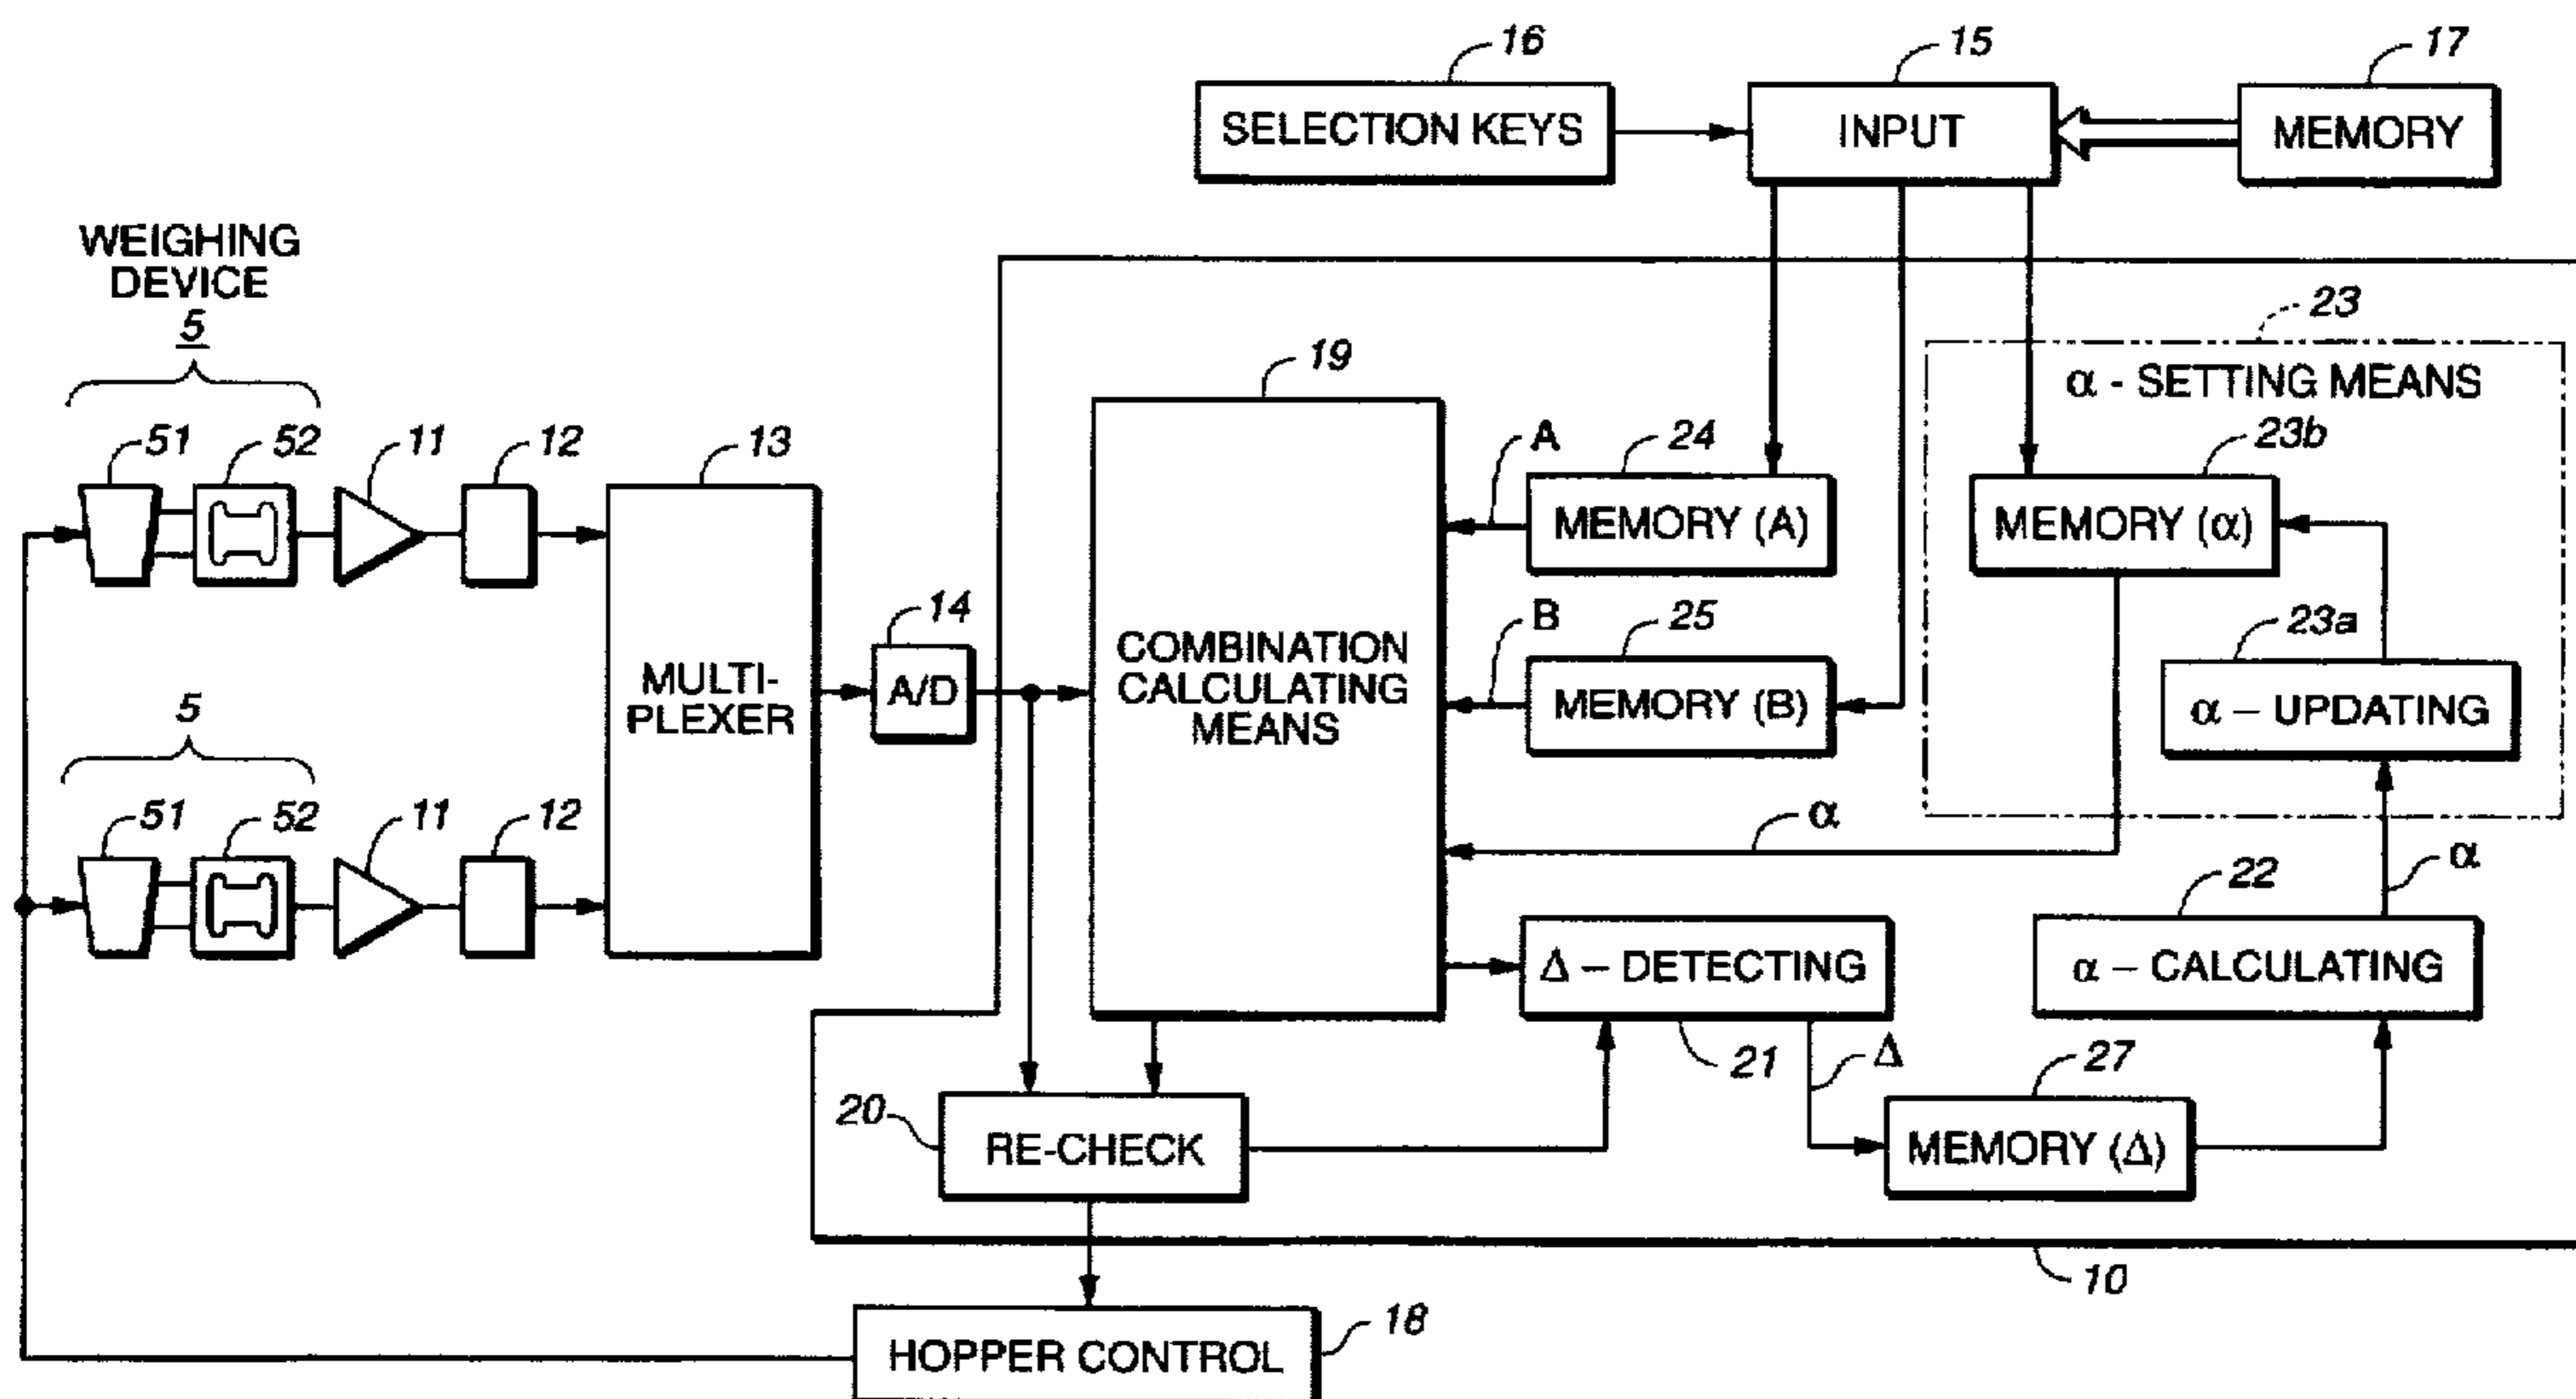 16
15
17
SELECTION KEYS
INPUT
MEMORY
WEIGHING
DEVICE
5
23
19
α - SETTING MEANS
51
52
11
12
13
A
24
23b
MEMORY (A)
MEMORY (α)
14
B
25
23a
COMBINATION
CALCULATING
MEANS
MULTI-
PLEXER
A/D
MEMORY (B)
α – UPDATING
5
51
52
11
12
α
α
22
Δ – DETECTING
α – CALCULATING
21
Δ
27
20
RE-CHECK
MEMORY (Δ)
10
18
HOPPER CONTROL